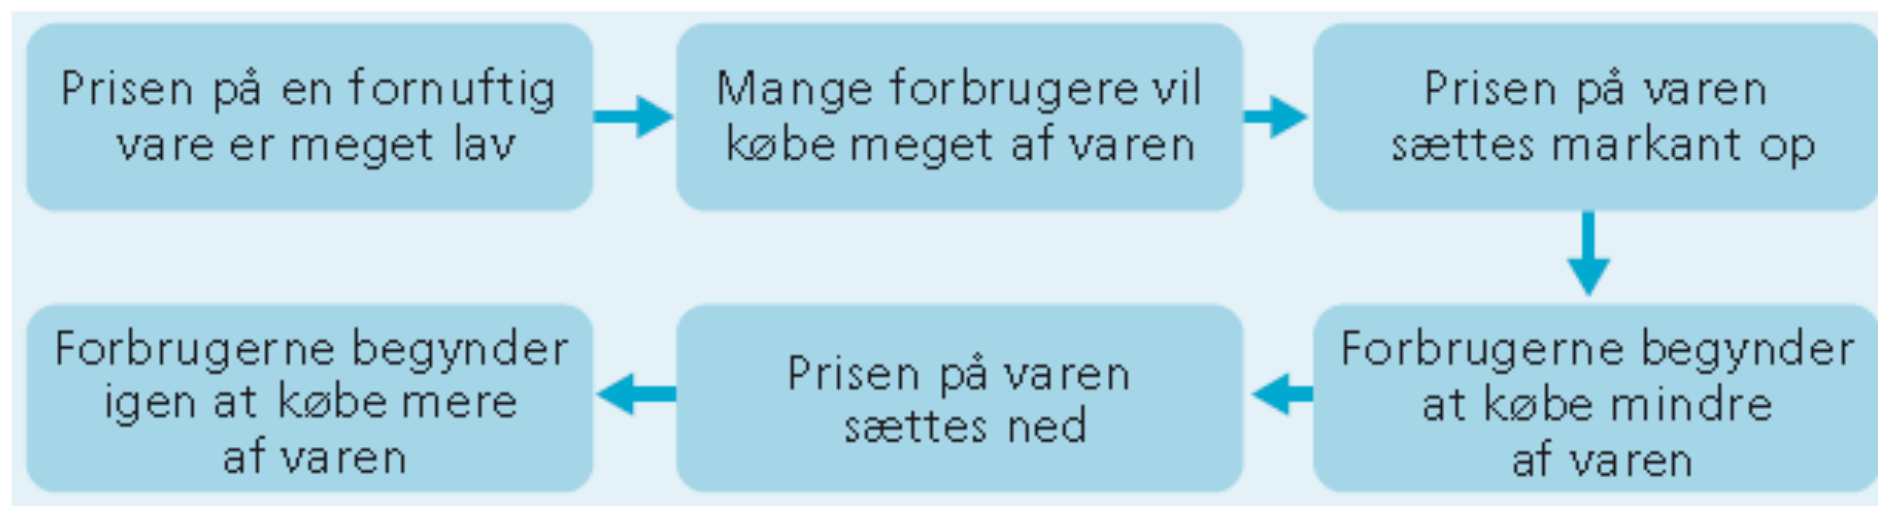 Prisen på en fornuftig
vare er meget lav
Mange forbrugere vil
købe meget af varen
Prisen på varen
sættes markant op
Forbrugerne begynder
at købe mindre
af varen
Prisen på varen
sættes ned
Forbrugerne begynder
igen at købe mere
af varen